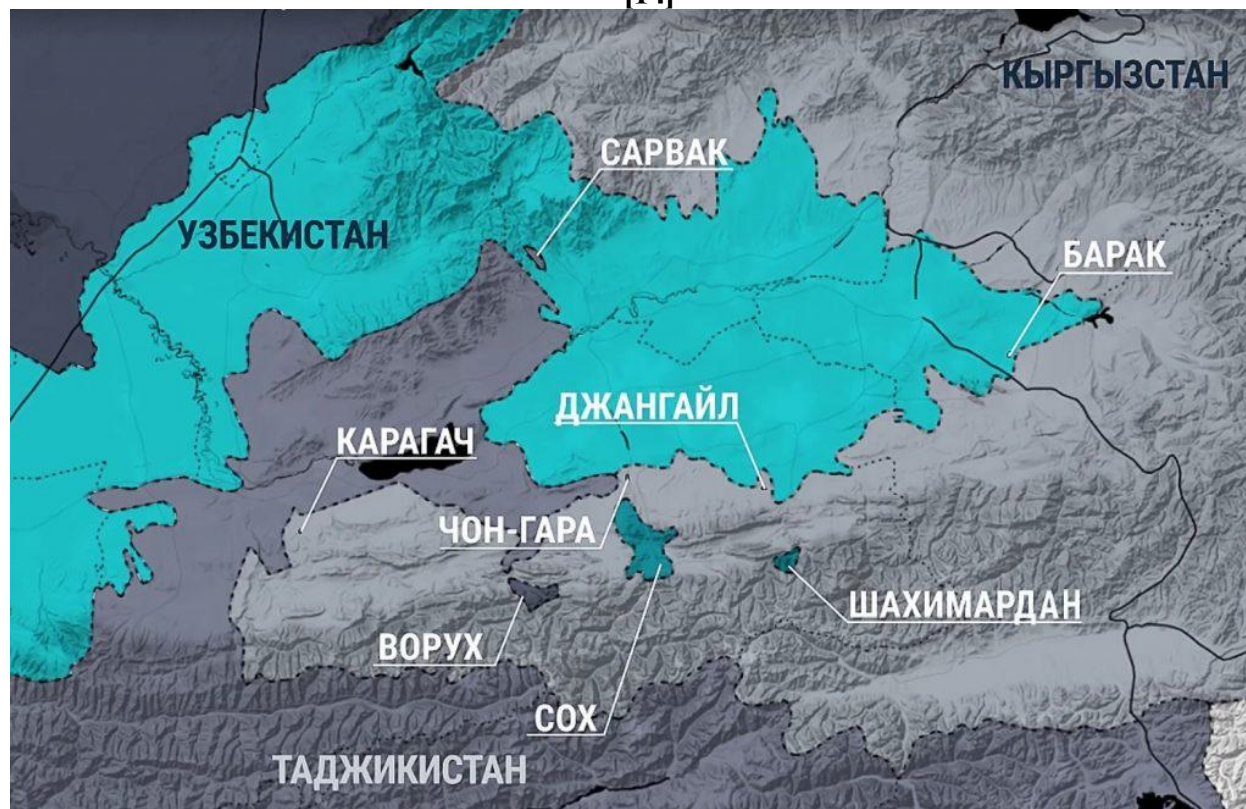 КЫРГЫЗСТАН
САРВАК
УЗБЕКИСТАН
БАРАК
ДЖАНГАЙЛ
КАРАГАЧ
ЧОН-ГАРА
ШАХИМАРДАН
ВОРУХ
СОХ
ТАДЖИКИСТАН